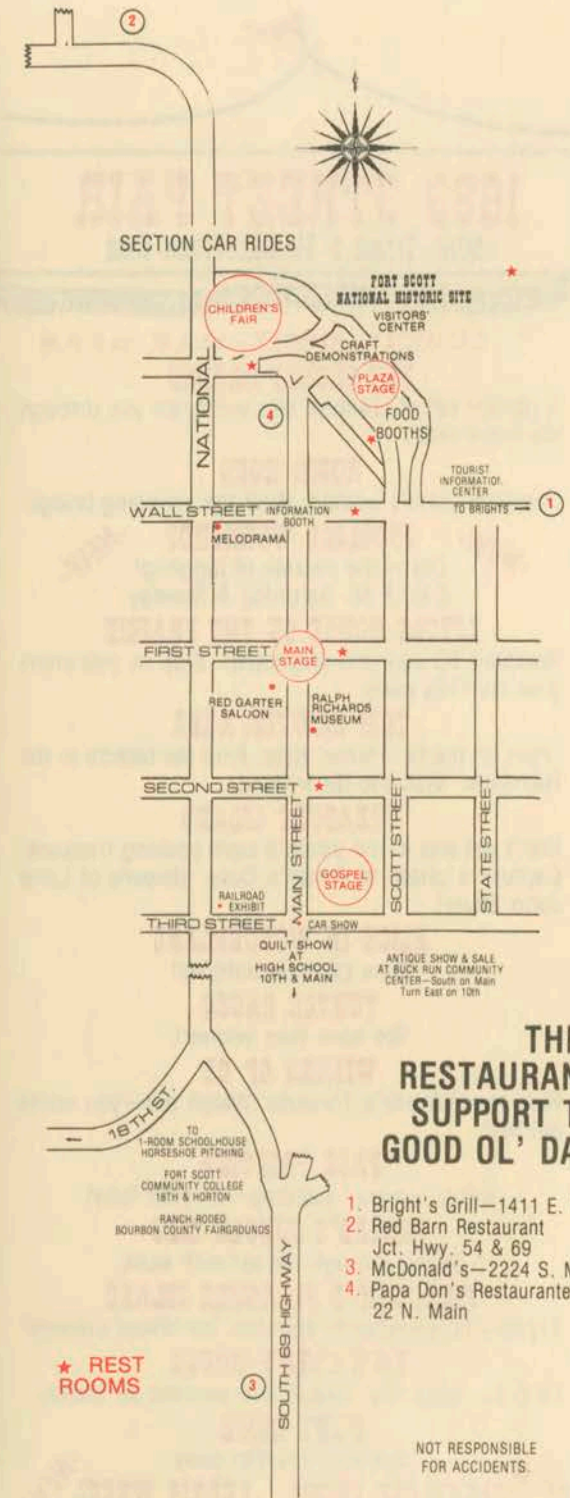 2
SECTION CAR RIDES
CHILDREN'S
FAIR
FORT SCOTT
NATIONAL HISTORIC SITE
VISITORS'
CENTER
CRAFT
DEMONSTRATIONS
PLAZA
STAGE
NATIONAL
4
FOOD
BOOTHS
TOURIST
INFORMATION
CENTER
TO BRIGHTS →
1
WALL STREET
INFORMATION
BOOTH
MELODRAMA
FIRST STREET
MAIN
STAGE
RED GARTER
SALOON
RALPH
RICHARDS
MUSEUM
SECOND STREET
MAIN STREET
SCOTT STREET
STATE STREET
GOSPEL
STAGE
RAILROAD
EXHIBIT
THIRD STREET
CAR SHOW
QUILT SHOW
AT
HIGH SCHOOL
10TH & MAIN
ANTIQUE SHOW & SALE
AT BUCK RUN COMMUNITY
CENTER—South on Main
Turn East on 10th
18TH ST.
TO
1-ROOM SCHOOLHOUSE
HORSESHOE PITCHING
FORT SCOTT
COMMUNITY COLLEGE
18TH & HORTON
RANCH RODEO
BOURBON COUNTY FAIRGROUNDS
SOUTH 69 HIGHWAY
3
★ REST
ROOMS
RESTAURAN
SUPPORT T
GOOD OL' DA
1. Bright's Grill—1411 E.
2. Red Barn Restaurant
Jct. Hwy. 54 & 69
3. McDonald's—2224 S.
4. Papa Don's Restaurante
22 N. Main
NOT RESPONSIBLE
FOR ACCIDENTS.